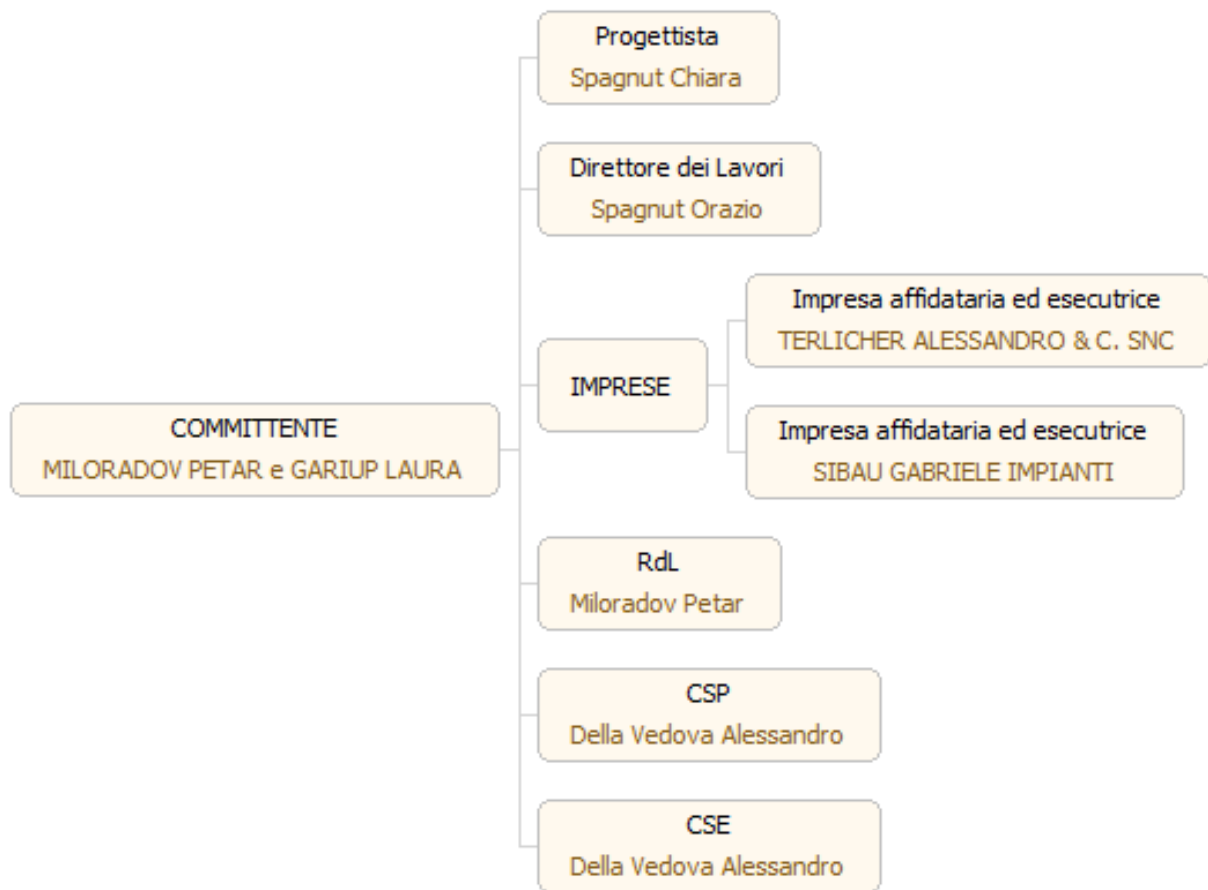 Progettista
Spagnut Chiara
Direttore dei Lavori
Spagnut Orazio
Impresa affidataria ed esecutrice
TERLICHER ALESSANDRO & C. SNC
IMPRESE
COMMITTENTE
MILORADOV PETAR e GARIUP LAURA
Impresa affidataria ed esecutrice
SIBAU GABRIELE IMPIANTI
RdL
Miloradov Petar
CSP
Della Vedova Alessandro
CSE
Della Vedova Alessandro